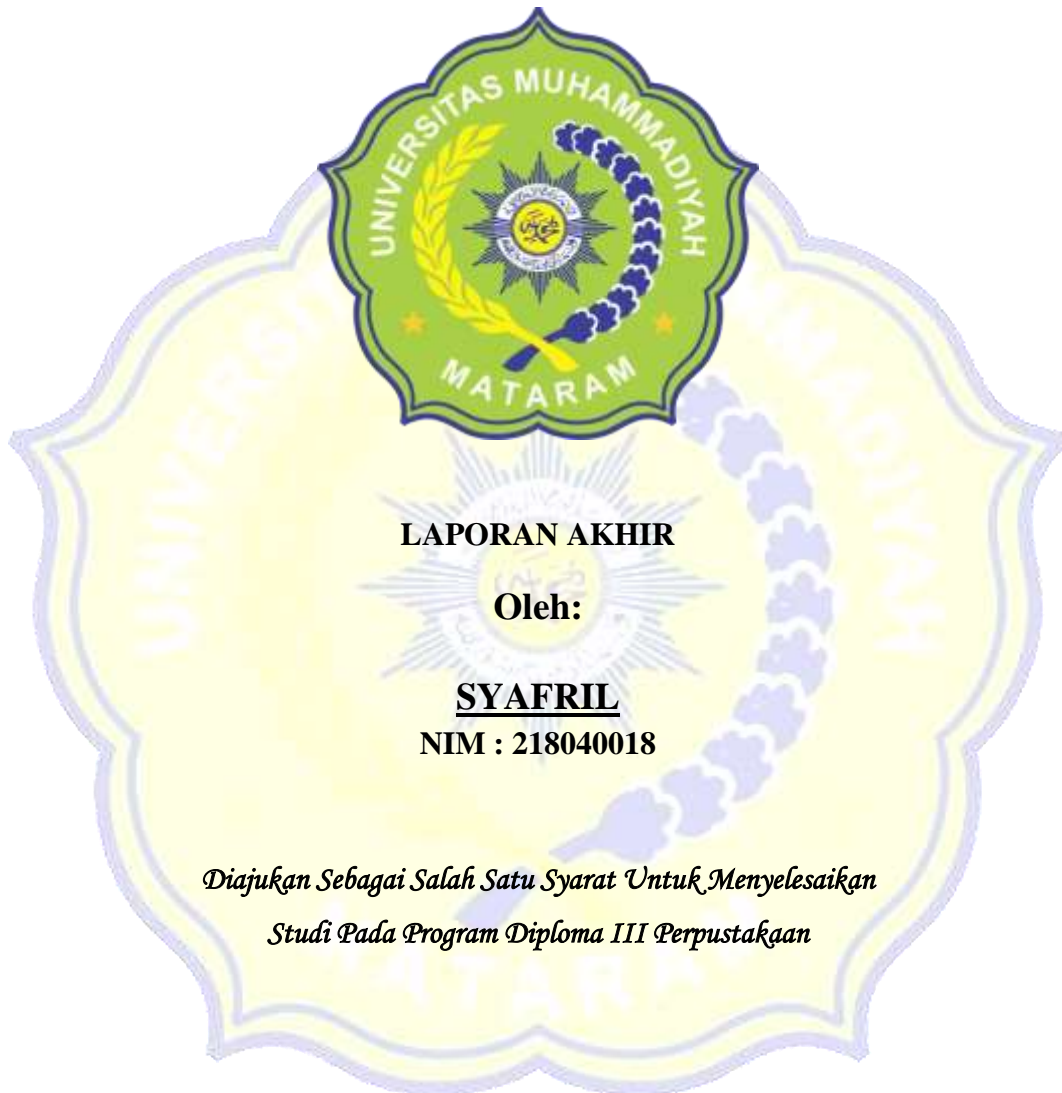 UNIVERSITAS MUHAMMADIYAH
MATARAM
LAPORAN AKHIR
Oleh:
SYAFRIL
NIM : 218040018
Diajukan Sebagai Salah Satu Syarat Untuk Menyelesaikan
Studi Pada Program Diploma III Perpustakaan